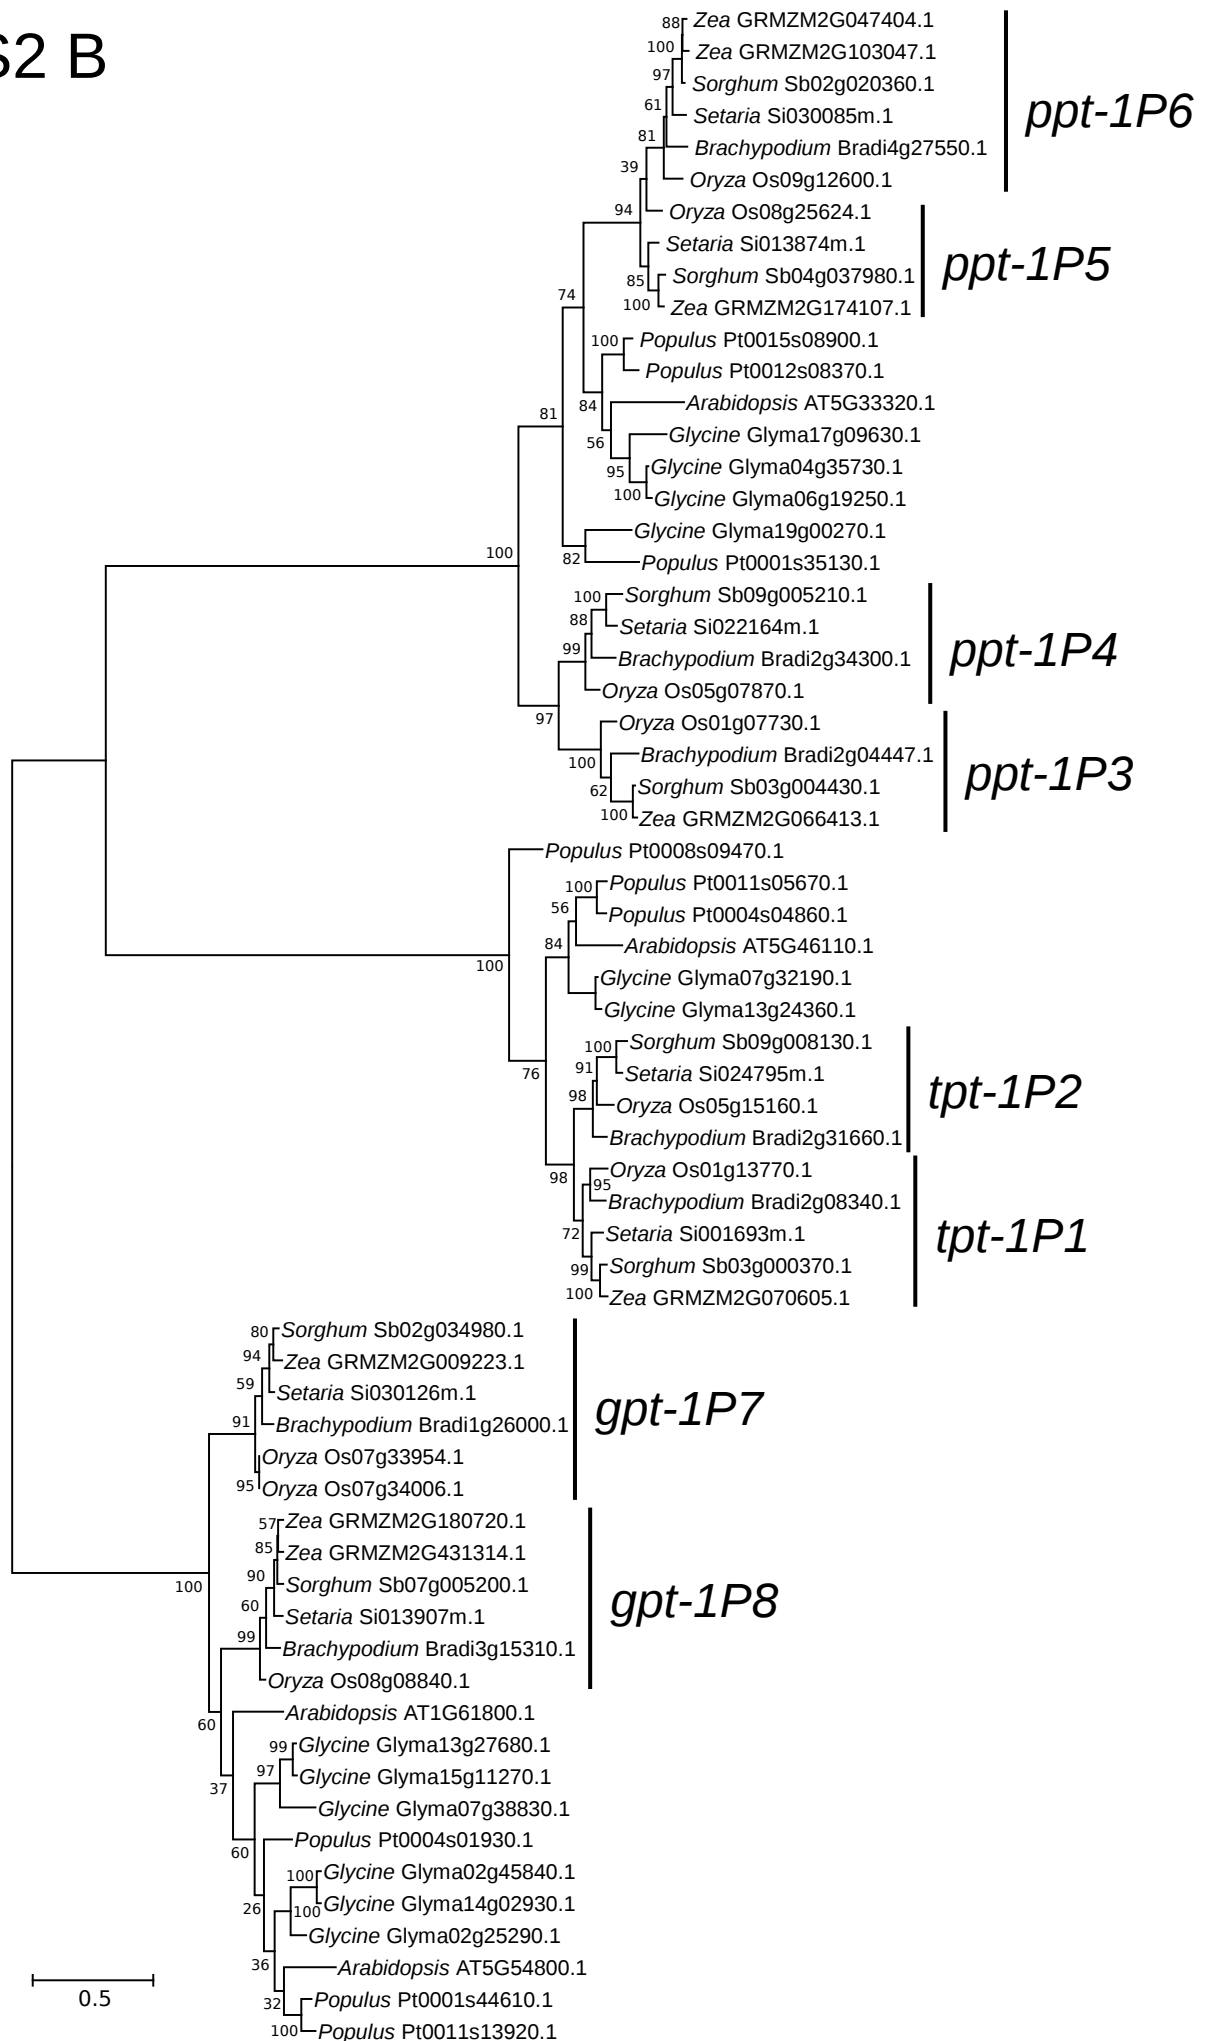 S2 B
88 Zea GRMZM2G047404.1
100 Zea GRMZM2G103047.1
97 Sorghum Sb02g020360.1
61 Setaria Si030085m.1
81 Brachypodium Bradi4g27550.1
39 Oryza Os09g12600.1
ppt-1P6
94 Oryza Os08g25624.1
Setaria Si013874m.1
85 Sorghum Sb04g037980.1
100 Zea GRMZM2G174107.1
ppt-1P5
74
100 Populus Pt0015s08900.1
Populus Pt0012s08370.1
84 Arabidopsis AT5G33320.1
81
56 Glycine Glyma17g09630.1
95 Glycine Glyma04g35730.1
100 Glycine Glyma06g19250.1
Glycine Glyma19g00270.1
82 Populus Pt0001s35130.1
100
100 Sorghum Sb09g005210.1
88 Setaria Si022164m.1
99 Brachypodium Bradi2g34300.1
Oryza Os05g07870.1
ppt-1P4
97
Oryza Os01g07730.1
100 Brachypodium Bradi2g04447.1
62 Sorghum Sb03g004430.1
100 Zea GRMZM2G066413.1
ppt-1P3
Populus Pt0008s09470.1
100 Populus Pt0011s05670.1
56 Populus Pt0004s04860.1
84 Arabidopsis AT5G46110.1
100
Glycine Glyma07g32190.1
Glycine Glyma13g24360.1
100 Sorghum Sb09g008130.1
91 Setaria Si024795m.1
76
98 Oryza Os05g15160.1
Brachypodium Bradi2g31660.1
tpt-1P2
98
Oryza Os01g13770.1
95
Brachypodium Bradi2g08340.1
72 Setaria Si001693m.1
99 Sorghum Sb03g000370.1
100 Zea GRMZM2G070605.1
tpt-1P1
80 Sorghum Sb02g034980.1
94 Zea GRMZM2G009223.1
59 Setaria Si030126m.1
91 Brachypodium Bradi1g26000.1
Oryza Os07g33954.1
95 Oryza Os07g34006.1
gpt-1P7
57 Zea GRMZM2G180720.1
85 Zea GRMZM2G431314.1
90 Sorghum Sb07g005200.1
100
60 Setaria Si013907m.1
99 Brachypodium Bradi3g15310.1
Oryza Os08g08840.1
gpt-1P8
60
Arabidopsis AT1G61800.1
99 Glycine Glyma13g27680.1
97 Glycine Glyma15g11270.1
37
Glycine Glyma07g38830.1
60
Populus Pt0004s01930.1
100 Glycine Glyma02g45840.1
26 100 Glycine Glyma14g02930.1
Glycine Glyma02g25290.1
36 Arabidopsis AT5G54800.1
32 Populus Pt0001s44610.1
100 Populus Pt0011s13920.1
0.5